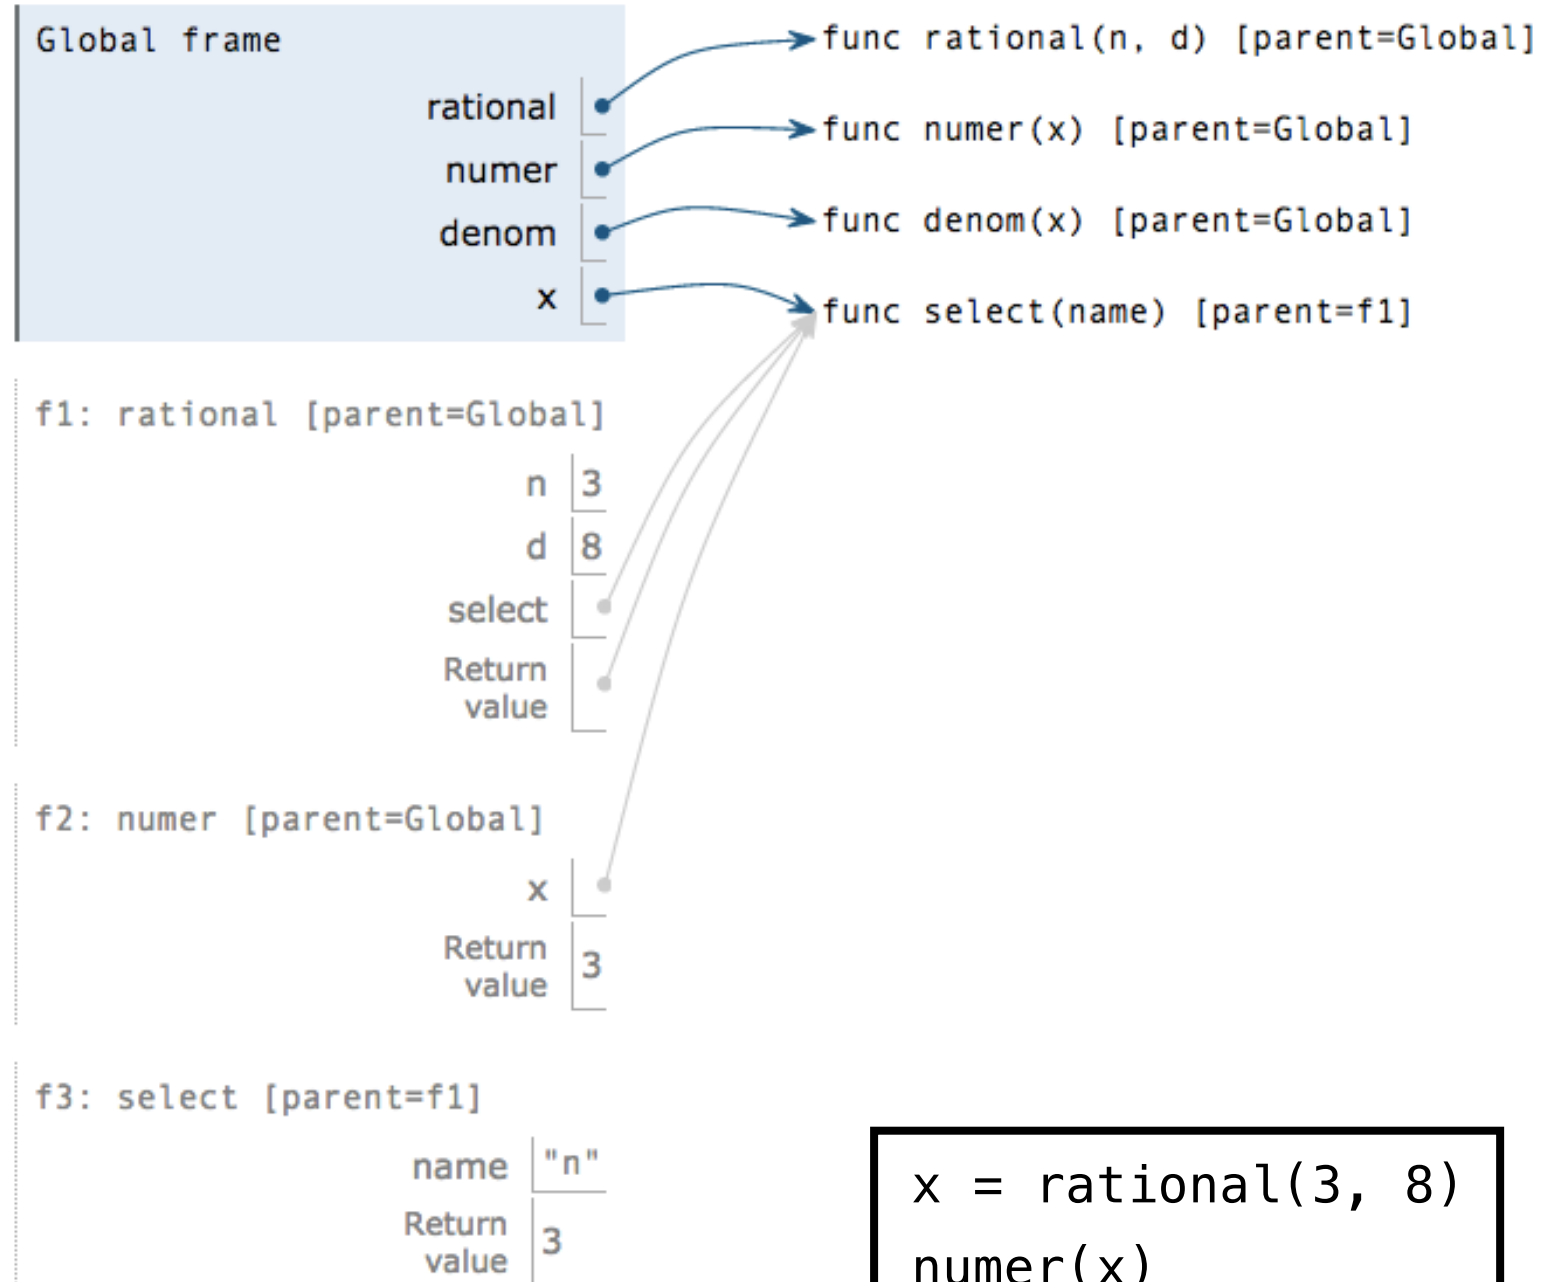 Global frame
rational
numer
denom
x
func rational(n, d) [parent=Global]
func numer(x) [parent=Global]
func denom(x) [parent=Global]
func select(name) [parent=f1]
f1: rational [parent=Global]
n 3
d 8
select
Return
value
f2: numer [parent=Global]
x
Return
value 3
f3: select [parent=f1]
name "n"
Return
value 3
x = rational(3, 8)
numer(x)